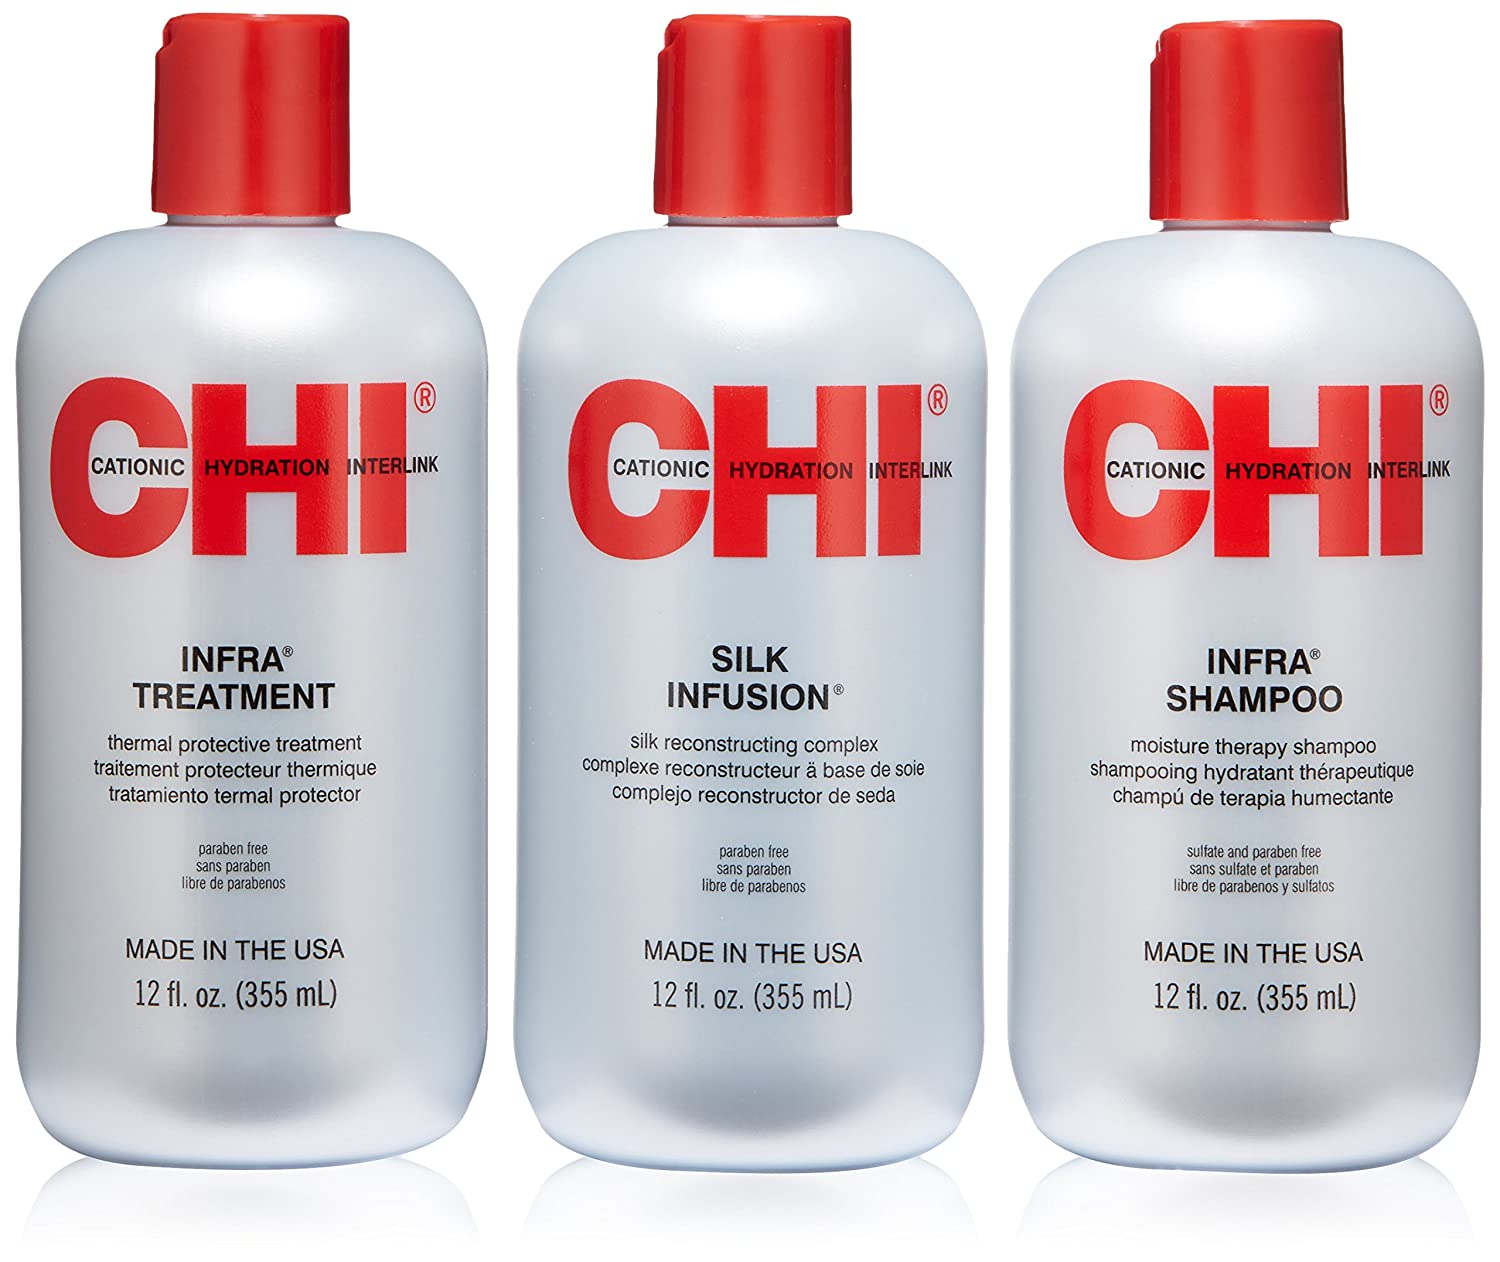 CHI®
CATIONIC HYDRATION INTERLINK
INFRA®
TREATMENT
thermal protective treatment
traitement protecteur thermique
tratamiento termal protector
paraben free
sans paraben
libre de parabenos
MADE IN THE USA
12 fl. oz. (355 mL)
CHI®
CATIONIC HYDRATION INTERLINK
SILK
INFUSION®
silk reconstructing complex
complexe reconstructeur à base de soie
complejo reconstructor de seda
paraben free
sans paraben
libre de parabenos
MADE IN THE USA
12 fl. oz. (355 mL)
CHI®
CATIONIC HYDRATION INTERLINK
INFRA®
SHAMPOO
moisture therapy shampoo
shampooing hydratant thérapeutique
champú de terapia humectante
sulfate and paraben free
sans sulfate et paraben
libre de parabenos y sulfatos
MADE IN THE USA
12 fl. oz. (355 mL)